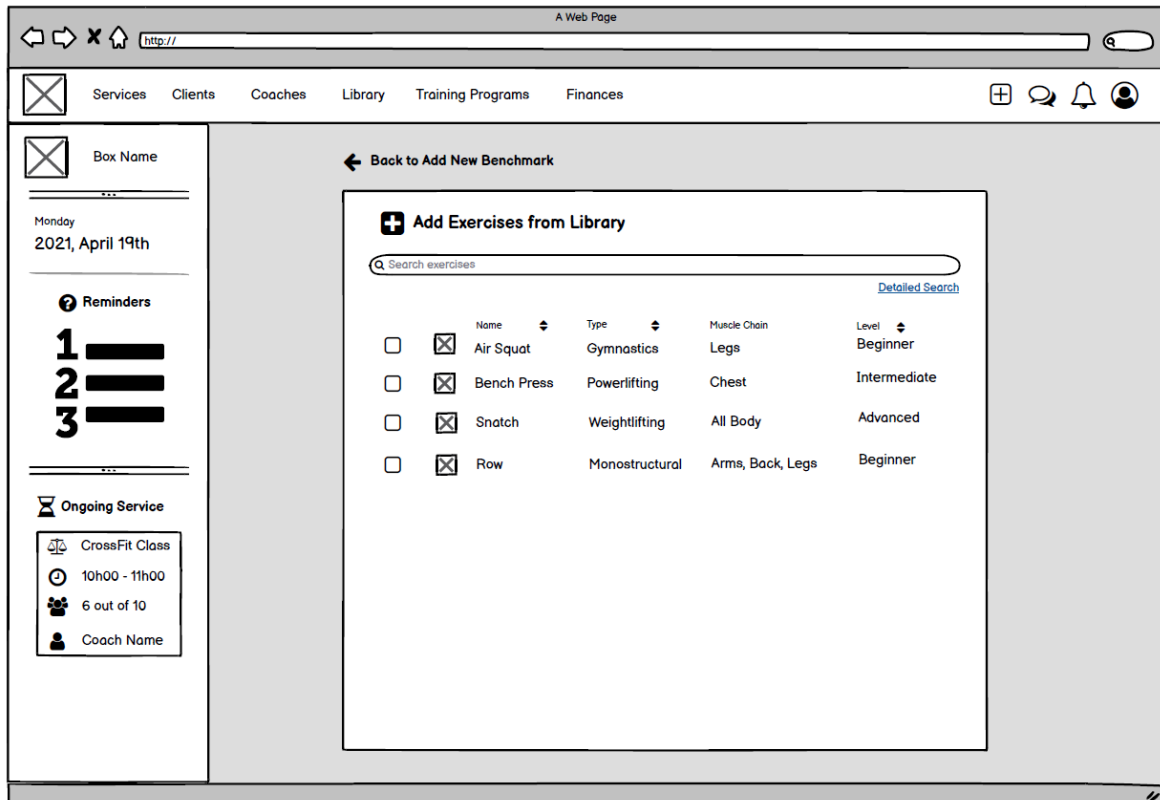 A Web Page
http://
Services Clients Coaches Library Training Programs Finances
Box Name
Monday
2021, April 19th
Reminders
1
2
3
Ongoing Service
CrossFit Class
10h00 - 11h00
6 out of 10
Coach Name
Back to Add New Benchmark
Add Exercises from Library
Search exercises
Detailed Search
Name Type Muscle Chain Level
Air Squat Gymnastics Legs Beginner
Bench Press Powerlifting Chest Intermediate
Snatch Weightlifting All Body Advanced
Row Monostructural Arms, Back, Legs Beginner